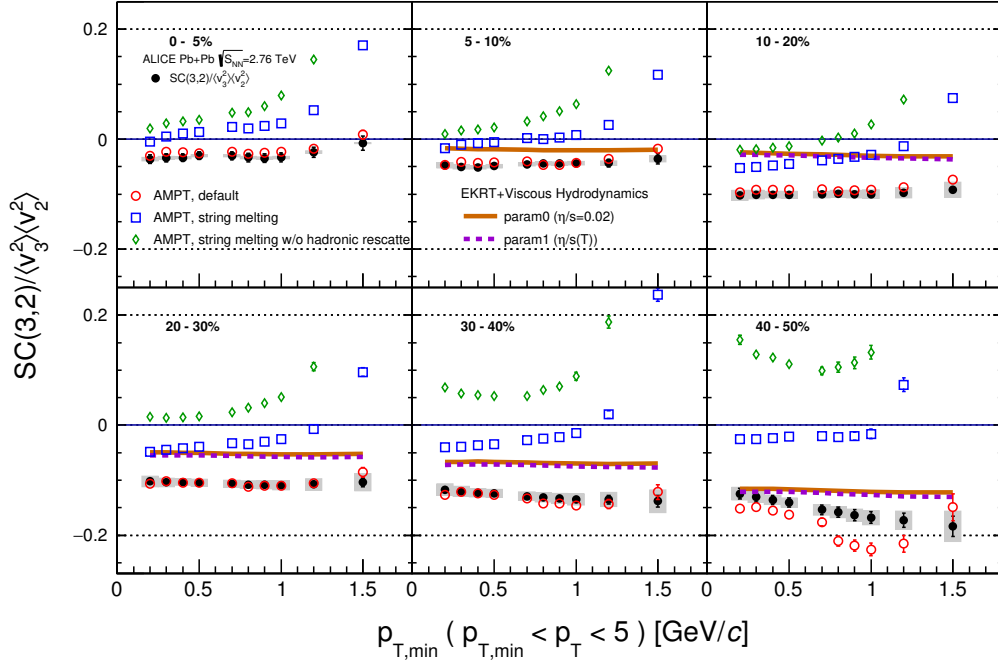 0 - 5%
5 - 10%
10 - 20%
ALICE Pb+Pb √S_NN=2.76 TeV
SC(3,2)/⟨v_3^2⟩⟨v_2^2⟩
AMPT, default
AMPT, string melting
AMPT, string melting w/o hadronic rescatte
EKRT+Viscous Hydrodynamics
param0 (η/s=0.02)
param1 (η/s(T))
0.2
0
−0.2
20 - 30%
30 - 40%
40 - 50%
0.2
0
−0.2
0 0.5 1 1.5 0 0.5 1 1.5 0 0.5 1 1.5
SC(3,2)/⟨v_3^2⟩⟨v_2^2⟩
p_T,min ( p_T,min < p_T < 5 ) [GeV/c]